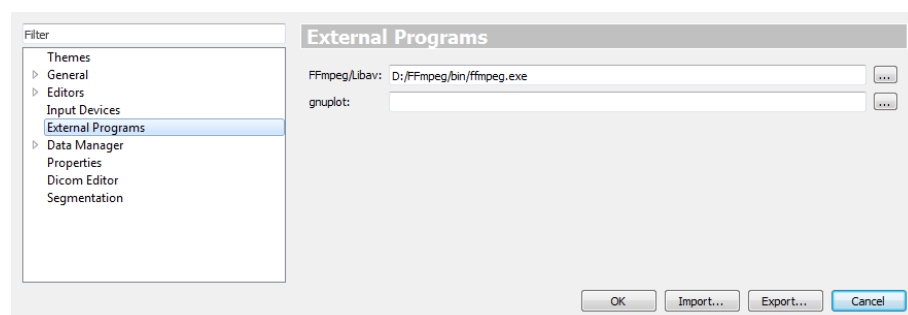 Filter
Themes
General
Editors
Input Devices
External Programs
Data Manager
Properties
Dicom Editor
Segmentation
External Programs
FFmpeg/Libav: D:/FFmpeg/bin/ffmpeg.exe ...
gnuplot: ...
OK Import... Export... Cancel